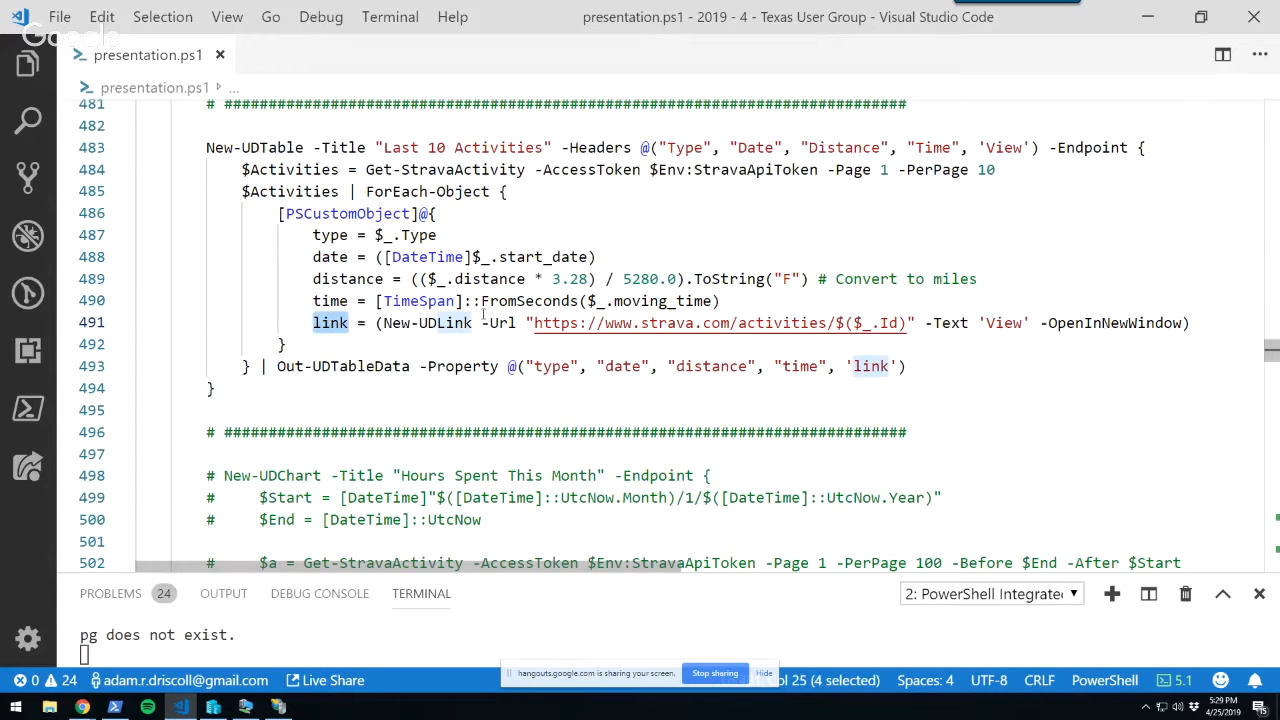 File Edit Selection View Go Debug Terminal Help presentation.ps1 - 2019 - 4 - Texas User Group - Visual Studio Code
Google
presentation.ps1
presentation.ps1 ...
481 # #############################################################################
482
483 New-UDTable -Title "Last 10 Activities" -Headers @("Type", "Date", "Distance", "Time", 'View') -Endpoint {
484 $Activities = Get-StravaActivity -AccessToken $Env:StravaApiToken -Page 1 -PerPage 10
485 $Activities | ForEach-Object {
486 [PSCustomObject]@{
487 type = $_.Type
488 date = ([DateTime]$_.start_date)
489 distance = (($_.distance * 3.28) / 5280.0).ToString("F") # Convert to miles
490 time = [TimeSpan]::FromSeconds($_.moving_time)
491 link = (New-UDLink -Url "https://www.strava.com/activities/$($_.Id)" -Text 'View' -OpenInNewWindow)
492 }
493 } | Out-UDTableData -Property @("type", "date", "distance", "time", 'link')
494 }
495
496 # #############################################################################
497
498 # New-UDChart -Title "Hours Spent This Month" -Endpoint {
499 # $Start = [DateTime]"$([DateTime]::UtcNow.Month)/1/$([DateTime]::UtcNow.Year)"
500 # $End = [DateTime]::UtcNow
501
502 # $a = Get-StravaActivity -AccessToken $Env:StravaApiToken -Page 1 -PerPage 100 -Before $End -After $Start
PROBLEMS 24 OUTPUT DEBUG CONSOLE TERMINAL 2: PowerShell Integrated
pg does not exist.
hangouts.google.com is sharing your screen. Stop sharing Hide
0 24 adam.r.driscoll@gmail.com Live Share Col 25 (4 selected) Spaces: 4 UTF-8 CRLF PowerShell 5.1
5:29 PM
4/25/2019
15